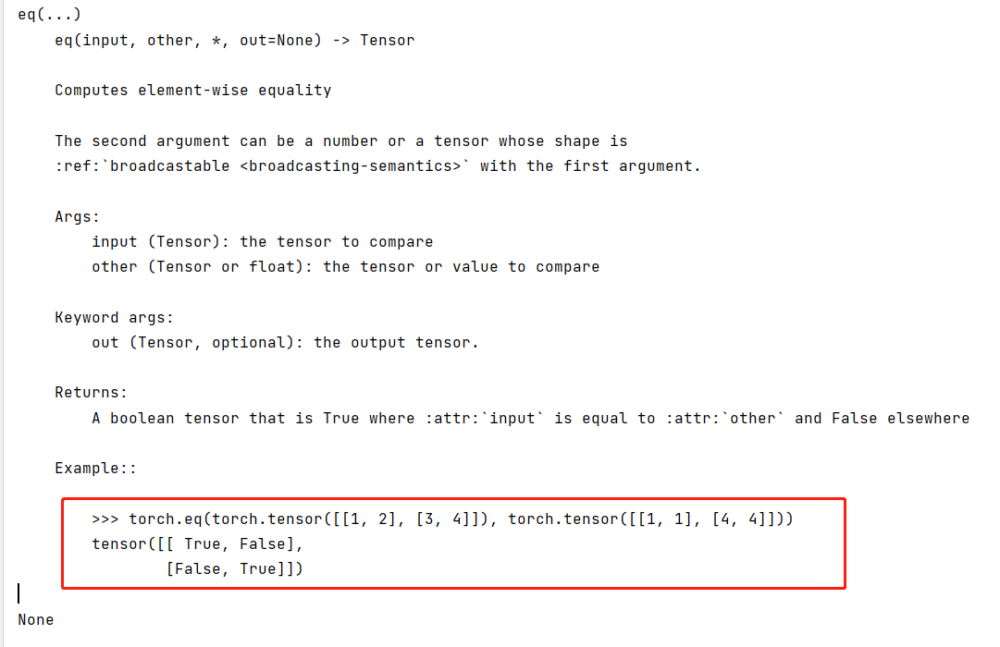 eq(...)
    eq(input, other, *, out=None) -> Tensor

    Computes element-wise equality

    The second argument can be a number or a tensor whose shape is
    :ref:`broadcastable <broadcasting-semantics>` with the first argument.

    Args:
        input (Tensor): the tensor to compare
        other (Tensor or float): the tensor or value to compare

    Keyword args:
        out (Tensor, optional): the output tensor.

    Returns:
        A boolean tensor that is True where :attr:`input` is equal to :attr:`other` and False elsewhere

    Example::

        >>> torch.eq(torch.tensor([[1, 2], [3, 4]]), torch.tensor([[1, 1], [4, 4]]))
        tensor([[ True, False],
                [False, True]])

None